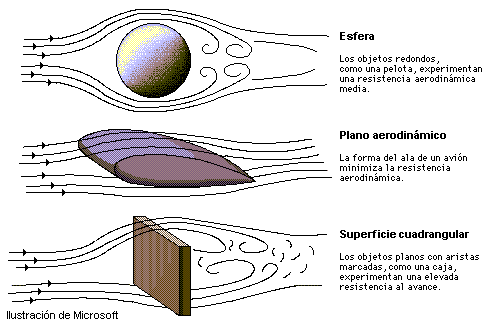 Esfera
Los objetos redondos,
como una pelota, experimentan
una resistencia aerodinámica
media.
Plano aerodinámico
La forma del ala de un avión
minimiza la resistencia
aerodinámica.
Superficie cuadrangular
Los objetos planos con aristas
marcadas, como una caja,
experimentan una elevada
resistencia al avance.
Ilustración de Microsoft